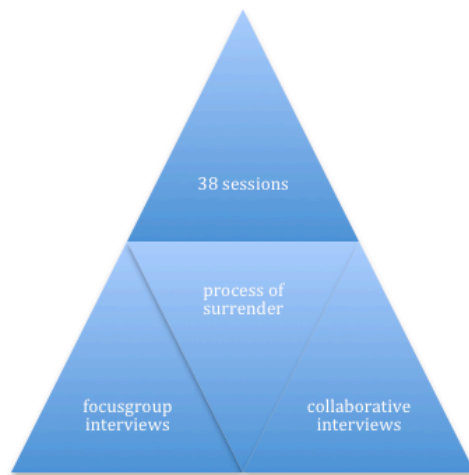 38 sessions
process of
surrender
focusgroup
interviews
collaborative
interviews